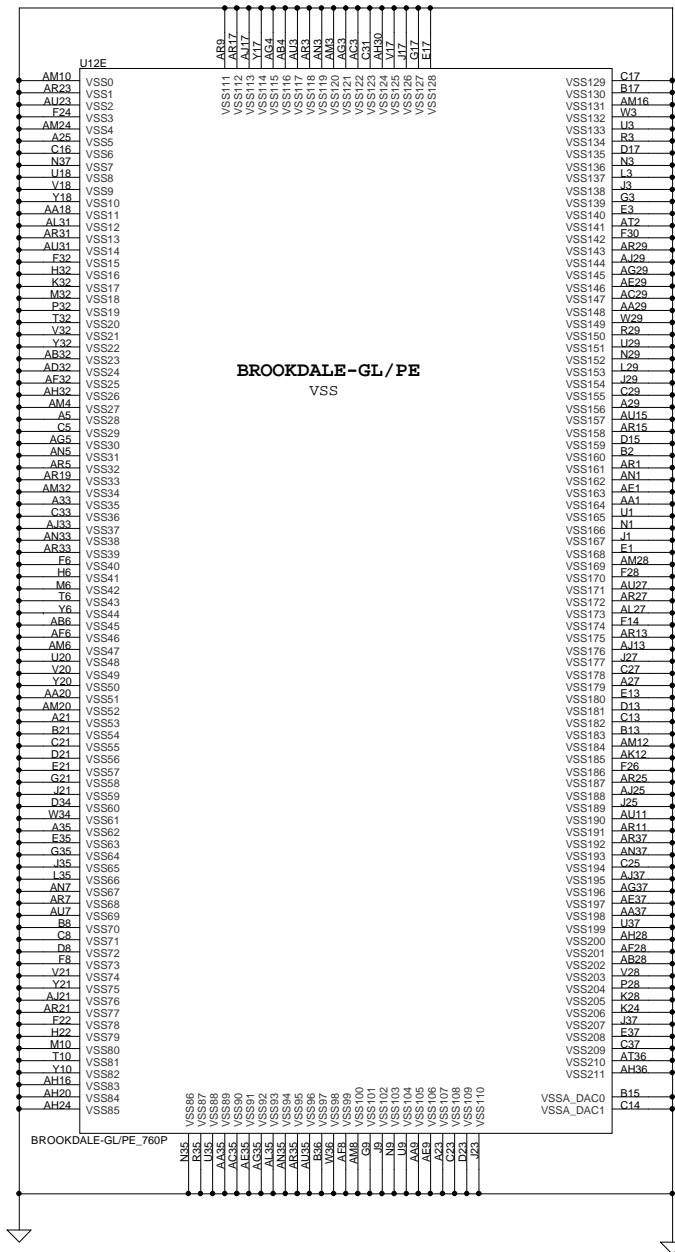 AR9
AR17
AJ17
Y17
AG4
AB4
AU3
AR3
AN3
AM3
AG3
AC3
C31
AH30
V17
J17
G17
E17
U12E
VSS111
VSS112
VSS113
VSS114
VSS115
VSS116
VSS117
VSS118
VSS119
VSS120
VSS121
VSS122
VSS123
VSS124
VSS125
VSS126
VSS127
VSS128
AM10 VSS0
AR23 VSS1
AU23 VSS2
F24 VSS3
AM24 VSS4
A25 VSS5
C16 VSS6
N37 VSS7
U18 VSS8
V18 VSS9
Y18 VSS10
AA18 VSS11
AL31 VSS12
AR31 VSS13
AU31 VSS14
F32 VSS15
H32 VSS16
K32 VSS17
M32 VSS18
P32 VSS19
T32 VSS20
V32 VSS21
Y32 VSS22
AB32 VSS23
AD32 VSS24
AF32 VSS25
AH32 VSS26
AM4 VSS27
A5 VSS28
C5 VSS29
AG5 VSS30
AN5 VSS31
AR5 VSS32
AR19 VSS33
AM32 VSS34
A33 VSS35
C33 VSS36
AJ33 VSS37
AN33 VSS38
AR33 VSS39
F6 VSS40
H6 VSS41
M6 VSS42
T6 VSS43
Y6 VSS44
AB6 VSS45
AF6 VSS46
AM6 VSS47
U20 VSS48
V20 VSS49
Y20 VSS50
AA20 VSS51
AM20 VSS52
A21 VSS53
B21 VSS54
C21 VSS55
D21 VSS56
E21 VSS57
G21 VSS58
J21 VSS59
D34 VSS60
W34 VSS61
A35 VSS62
E35 VSS63
G35 VSS64
J35 VSS65
L35 VSS66
AN7 VSS67
AR7 VSS68
AU7 VSS69
B8 VSS70
C8 VSS71
D8 VSS72
F8 VSS73
V21 VSS74
Y21 VSS75
AJ21 VSS76
AR21 VSS77
F22 VSS78
H22 VSS79
M10 VSS80
T10 VSS81
Y10 VSS82
AH16 VSS83
AH20 VSS84
AH24 VSS85
BROOKDALE-GL/PE
VSS
VSS129 C17
VSS130 B17
VSS131 AM16
VSS132 W3
VSS133 U3
VSS134 R3
VSS135 D17
VSS136 N3
VSS137 L3
VSS138 J3
VSS139 G3
VSS140 E3
VSS141 AT2
VSS142 F30
VSS143 AR29
VSS144 AJ29
VSS145 AG29
VSS146 AE29
VSS147 AC29
VSS148 AA29
VSS149 W29
VSS150 R29
VSS151 U29
VSS152 N29
VSS153 L29
VSS154 J29
VSS155 C29
VSS156 A29
VSS157 AU15
VSS158 AR15
VSS159 D15
VSS160 B2
VSS161 AR1
VSS162 AN1
VSS163 AE1
VSS164 AA1
VSS165 U1
VSS166 N1
VSS167 J1
VSS168 E1
VSS169 AM28
VSS170 F28
VSS171 AU27
VSS172 AR27
VSS173 AL27
VSS174 F14
VSS175 AR13
VSS176 AJ13
VSS177 J27
VSS178 C27
VSS179 A27
VSS180 E13
VSS181 D13
VSS182 C13
VSS183 B13
VSS184 AM12
VSS185 AK12
VSS186 F26
VSS187 AR25
VSS188 AJ25
VSS189 J25
VSS190 AU11
VSS191 AR11
VSS192 AR37
VSS193 AN37
VSS194 C25
VSS195 AJ37
VSS196 AG37
VSS197 AE37
VSS198 AA37
VSS199 U37
VSS200 AH28
VSS201 AF28
VSS202 AB28
VSS203 V28
VSS204 P28
VSS205 K28
VSS206 K24
VSS207 J37
VSS208 E37
VSS209 C37
VSS210 AT36
VSS211 AH36
VSSA_DAC0 B15
VSSA_DAC1 C14
VSS86
VSS87
VSS88
VSS89
VSS90
VSS91
VSS92
VSS93
VSS94
VSS95
VSS96
VSS97
VSS98
VSS99
VSS100
VSS101
VSS102
VSS103
VSS104
VSS105
VSS106
VSS107
VSS108
VSS109
VSS110
BROOKDALE-GL/PE_760P
N35
R35
U35
AA35
AC35
AE35
AG35
AL35
AN35
AR35
AU35
B36
W36
AF8
AM8
G9
J9
N9
U9
AA9
AE9
A23
C23
D23
J23